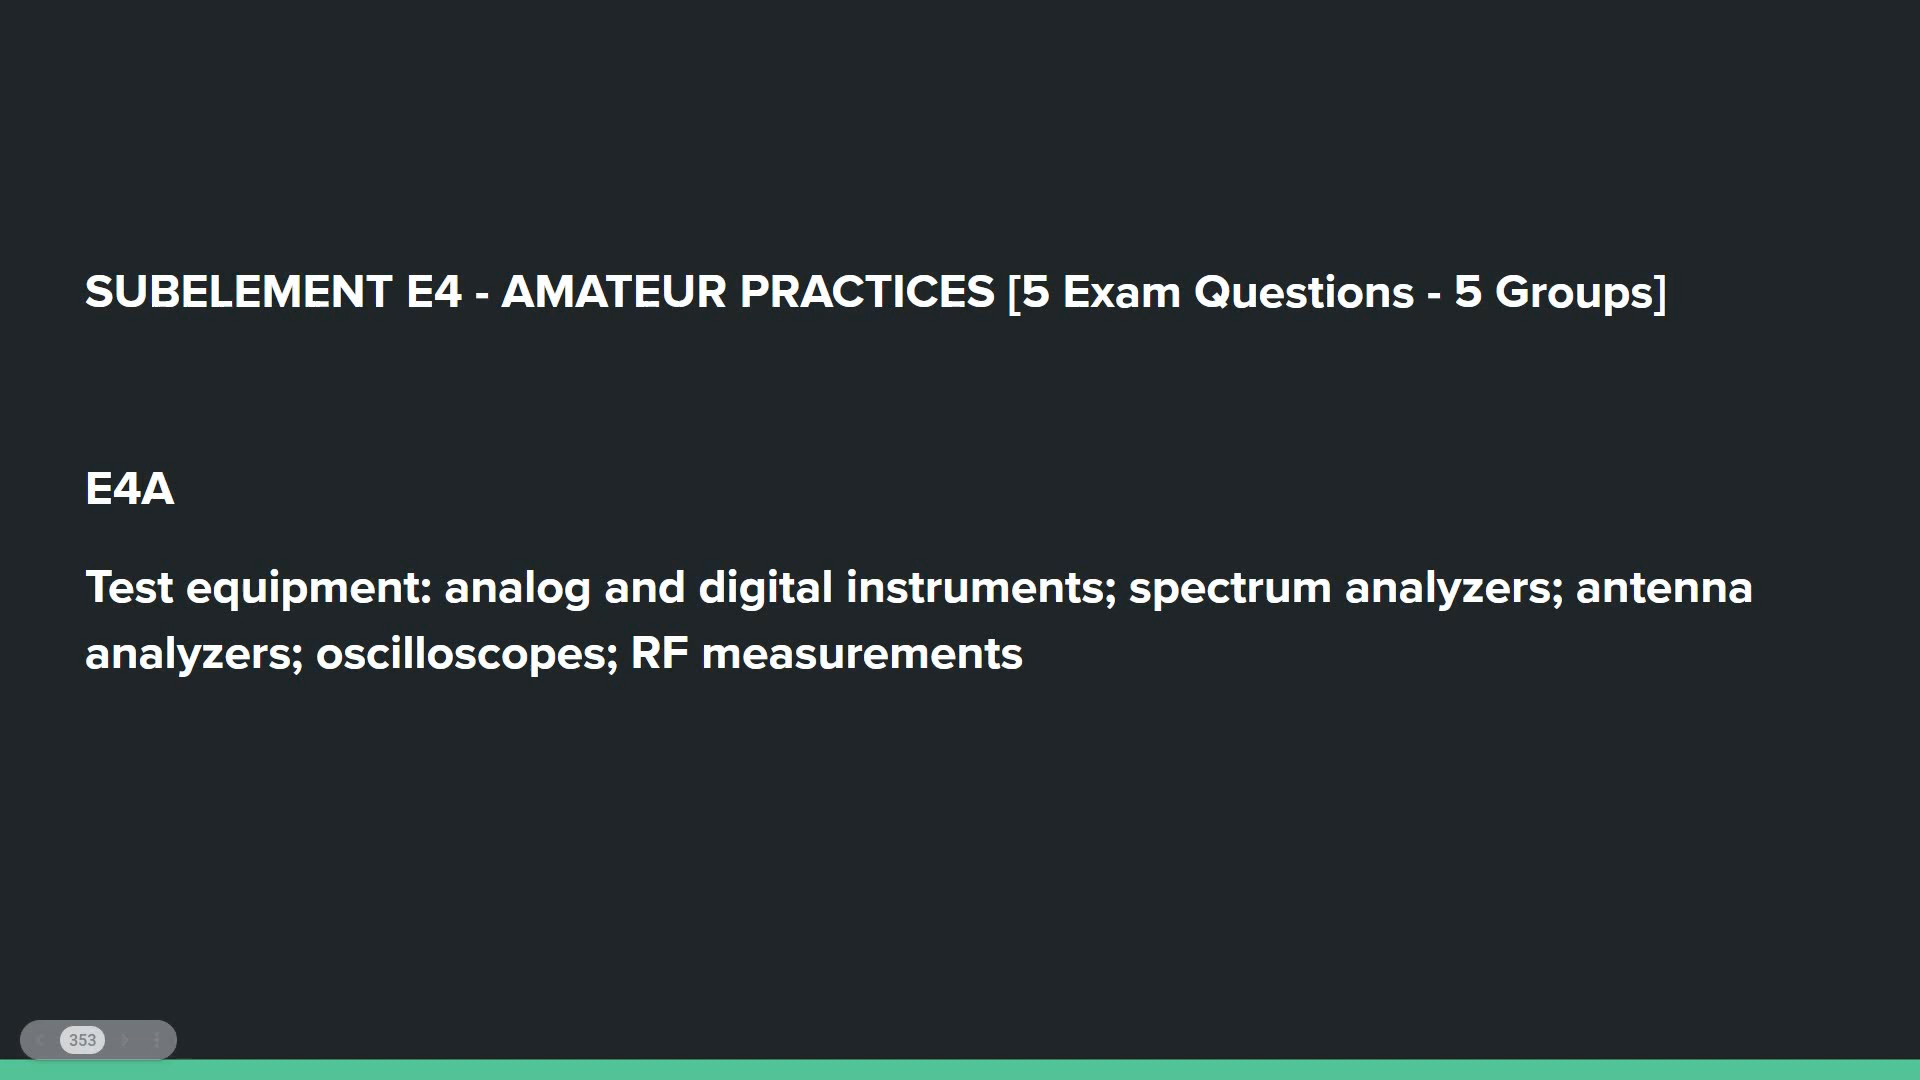 SUBELEMENT E4 - AMATEUR PRACTICES [5 Exam Questions - 5 Groups]
E4A
Test equipment: analog and digital instruments; spectrum analyzers; antenna
analyzers; oscilloscopes; RF measurements
353